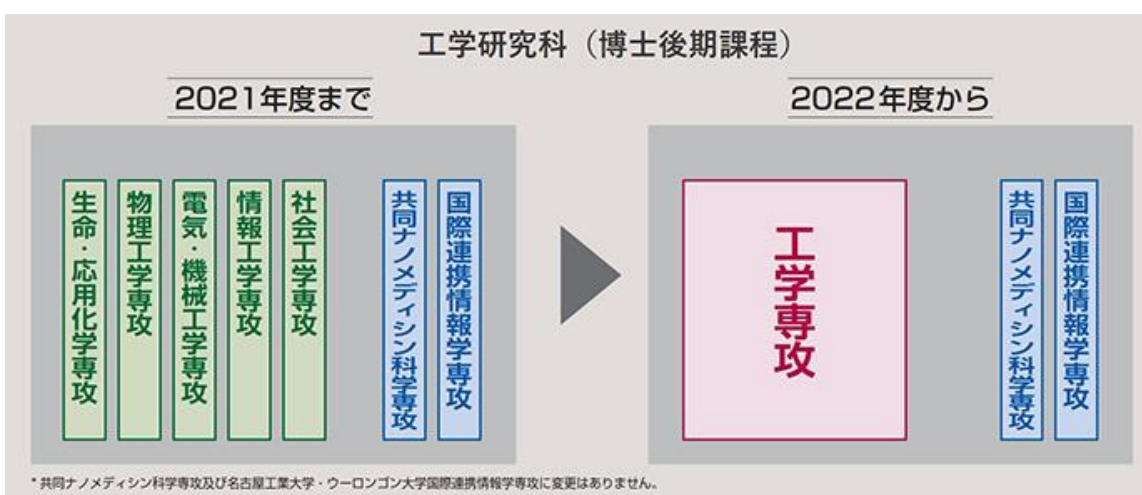 工学研究科（博士後期課程）
2021年度まで
2022年度から
生命・応用化学専攻
物理工学専攻
電気・機械工学専攻
情報工学専攻
社会工学専攻
共同ナノメディシン科学専攻
国際連携情報学専攻
工学専攻
共同ナノメディシン科学専攻
国際連携情報学専攻
*共同ナノメディシン科学専攻及び名古屋工業大学・ウーロンゴン大学国際連携情報学専攻に変更はありません。